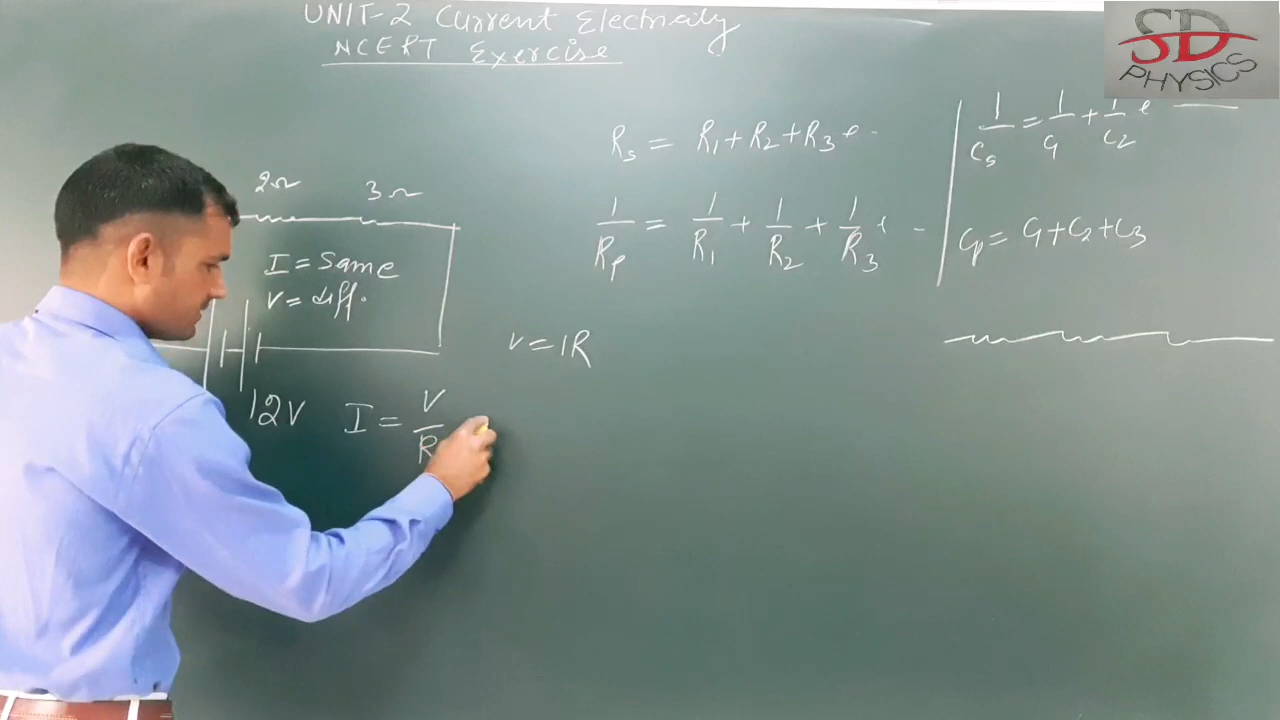 UNIT-2 Current Electricity
NCERT Exercise
SD
PHYSICS
Rs = R1 + R2 + R3 + -
1/Rp = 1/R1 + 1/R2 + 1/R3 + -
1/Cs = 1/C1 + 1/C2 +
Cp = C1 + C2 + C3
2Ω 3Ω
I = Same
V = diff.
V = IR
12V I = V/R